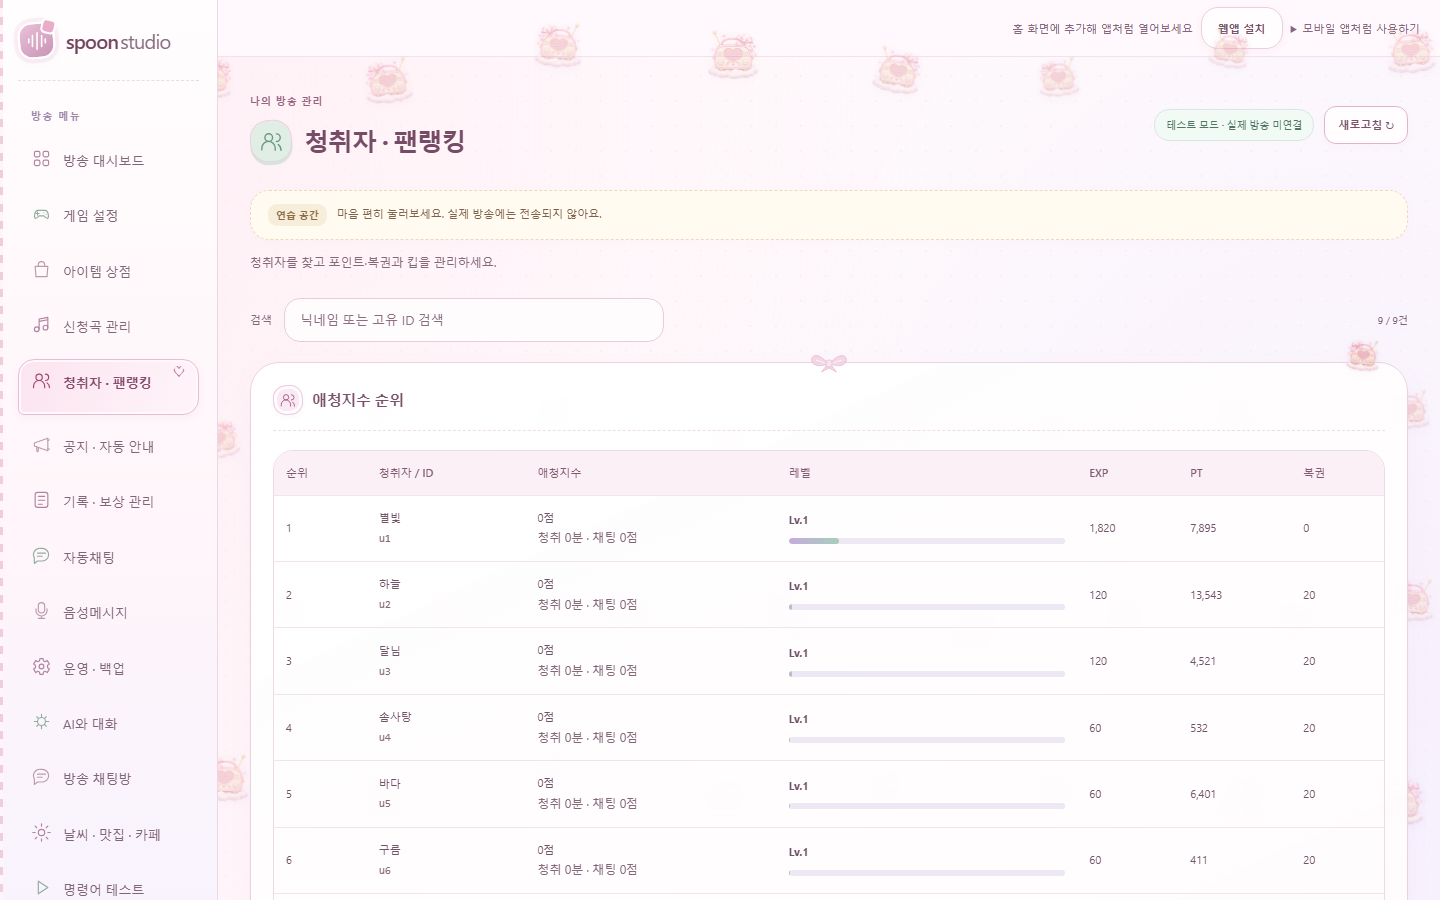 spoon studio
홈 화면에 추가해 앱처럼 열어보세요
웹앱 설치
▶ 모바일 앱처럼 사용하기
방송 메뉴
방송 대시보드
게임 설정
아이템 상점
신청곡 관리
청취자 · 팬랭킹
공지 · 자동 안내
기록 · 보상 관리
자동채팅
음성메시지
운영 · 백업
AI와 대화
방송 채팅방
날씨 · 맛집 · 카페
명령어 테스트
나의 방송 관리
청취자 · 팬랭킹
테스트 모드 · 실제 방송 미연결
새로고침 ↻
연습 공간 마음 편히 눌러보세요. 실제 방송에는 전송되지 않아요.
청취자를 찾고 포인트·복권과 킵을 관리하세요.
검색 닉네임 또는 고유 ID 검색
9 / 9건
애청지수 순위
순위 청취자 / ID 애청지수 레벨 EXP PT 복권
1 별빛 u1 0점 청취 0분 · 채팅 0점 Lv.1 1,820 7,895 0
2 하늘 u2 0점 청취 0분 · 채팅 0점 Lv.1 120 13,543 20
3 달님 u3 0점 청취 0분 · 채팅 0점 Lv.1 120 4,521 20
4 솜사탕 u4 0점 청취 0분 · 채팅 0점 Lv.1 60 532 20
5 바다 u5 0점 청취 0분 · 채팅 0점 Lv.1 60 6,401 20
6 구름 u6 0점 청취 0분 · 채팅 0점 Lv.1 60 411 20